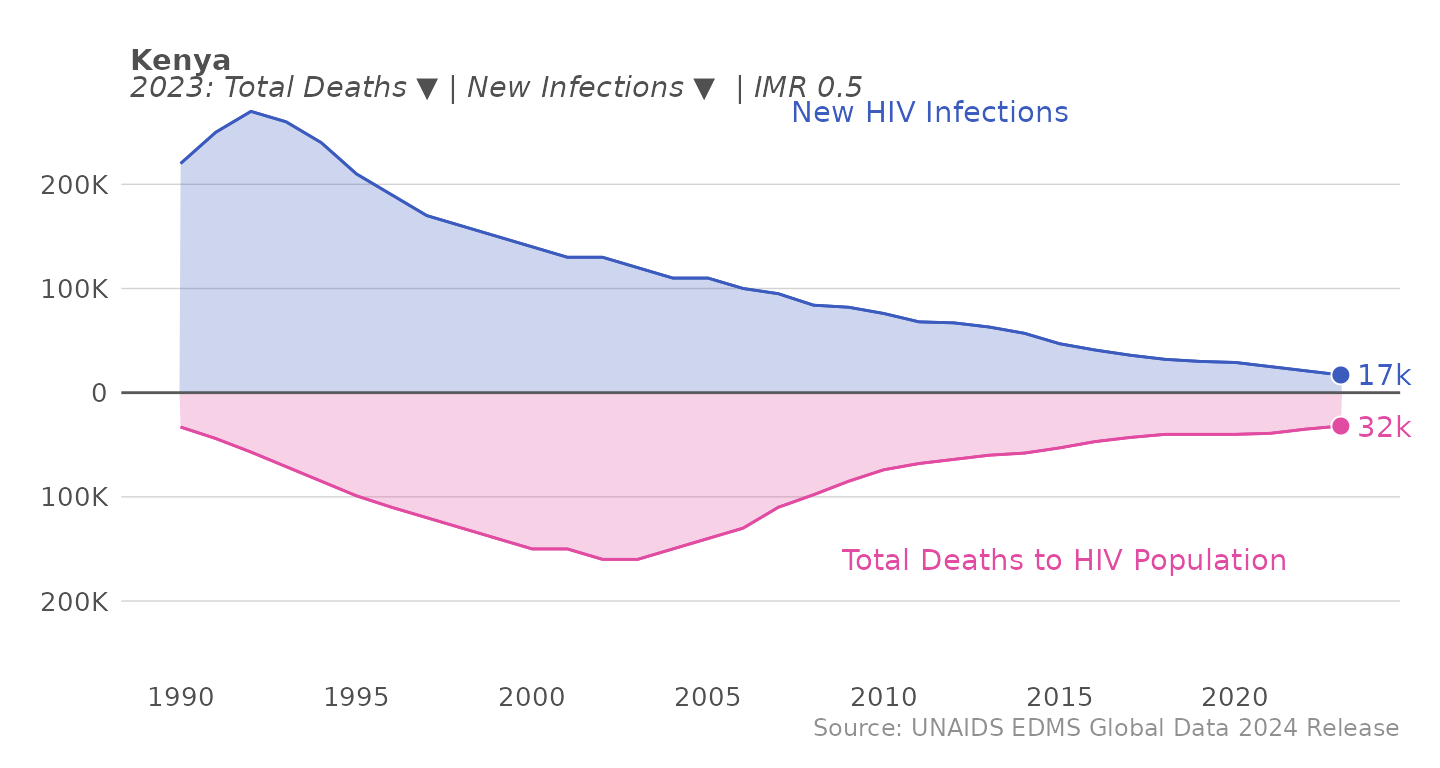 Kenya
2023: Total Deaths ▼ | New Infections ▼ | IMR 0.5
New HIV Infections
200K
100K
0
17k
32k
100K
Total Deaths to HIV Population
200K
1990 1995 2000 2005 2010 2015 2020
Source: UNAIDS EDMS Global Data 2024 Release